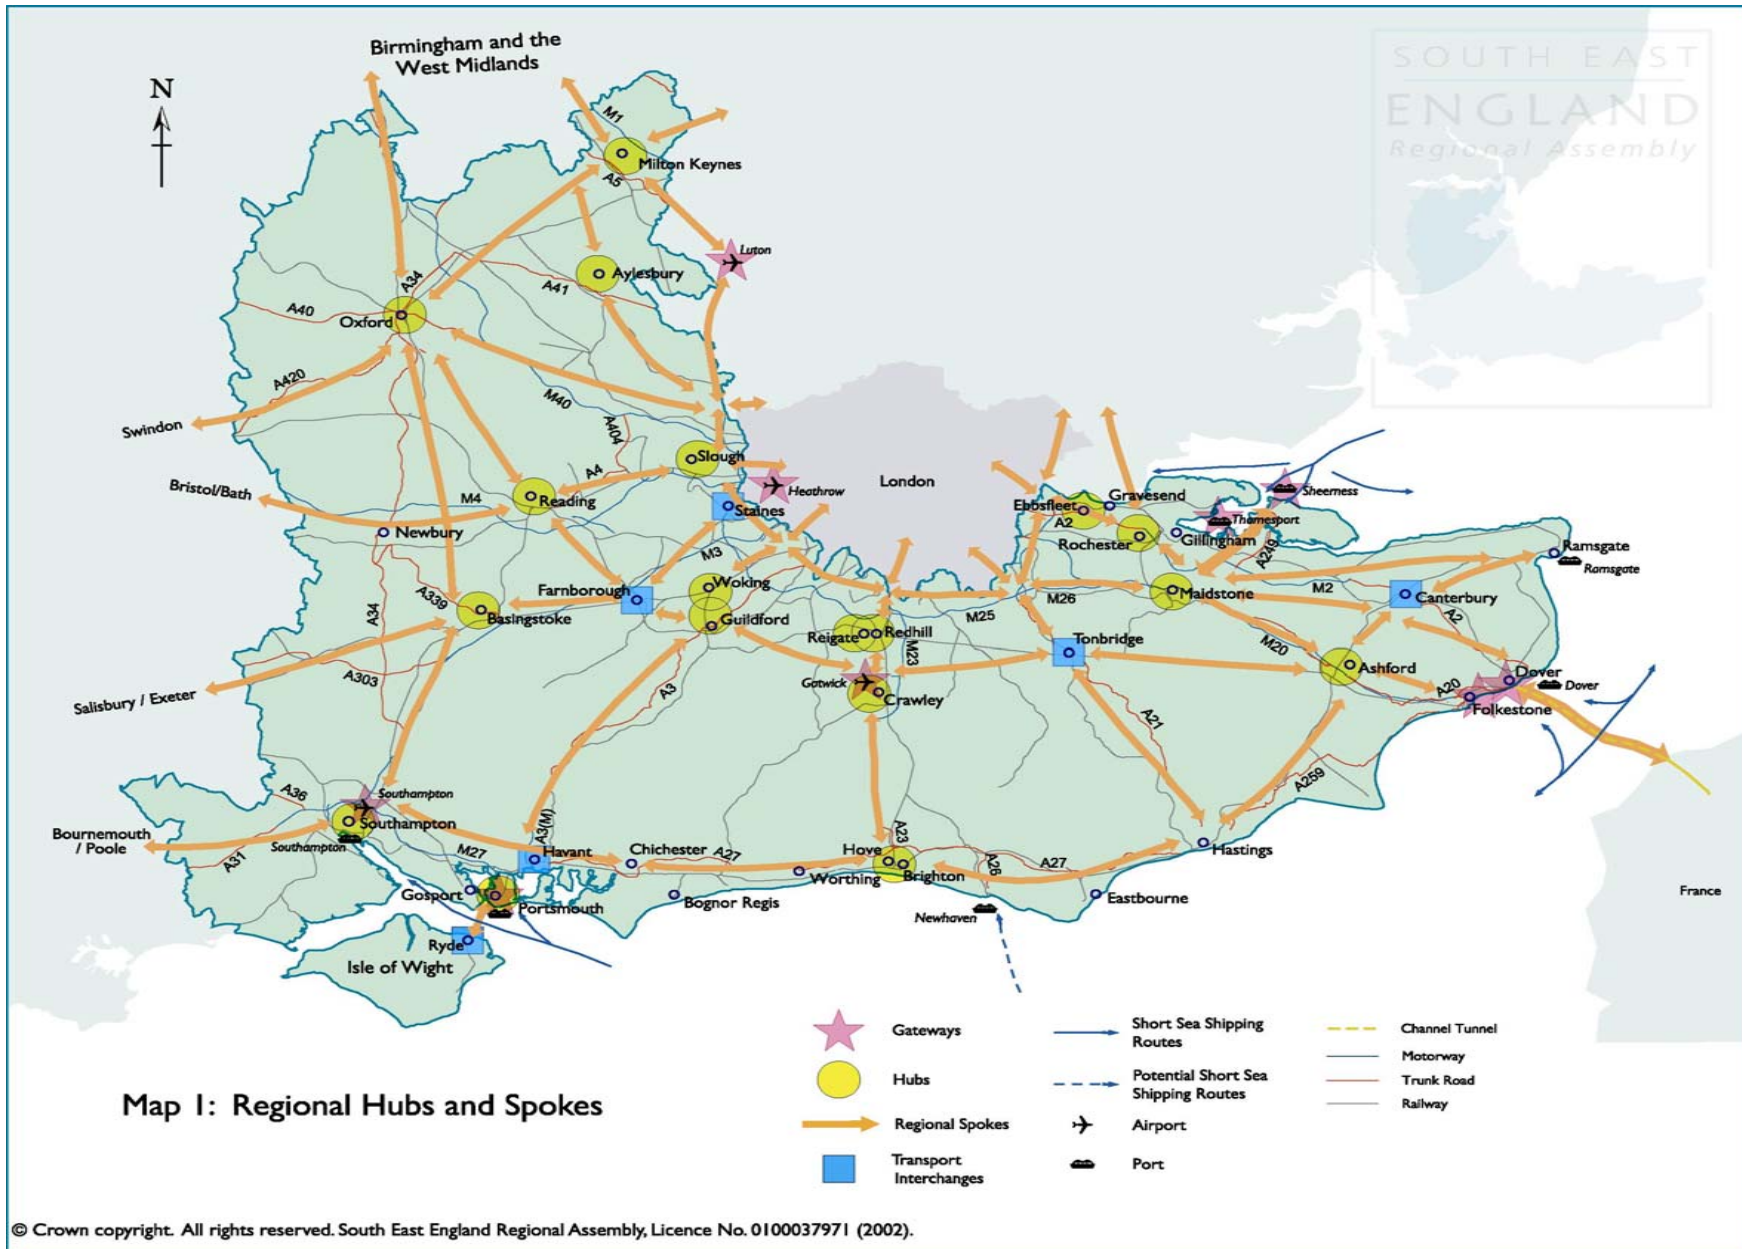 Birmingham and the
West Midlands
SOUTH EAST
ENGLAND
Regional Assembly
N
M1
Milton Keynes
A5
Luton
Aylesbury
A34
A41
A40
Oxford
A420
M40
Swindon
A404
Slough
A4
London
Bristol/Bath
M4
Reading
Heathrow
Staines
Ebbsfleet
Gravesend
Sheerness
A2
Thamesport
Newbury
Rochester
Gillingham
A249
Ramsgate
Ramsgate
M3
Woking
Farnborough
A339
M26
Maidstone
M2
Canterbury
A34
Basingstoke
Guildford
M25
A2
Reigate
Redhill
M23
Tonbridge
M20
A303
Ashford
Salisbury / Exeter
A3
Gatwick
Crawley
A21
A20
Dover
Dover
Folkestone
A36
Southampton
A259
Southampton
Bournemouth
/ Poole
A31
Southampton
M27
A3(M)
Havant
Chichester
A27
Hove
A23
A26
A27
Hastings
Worthing
Brighton
Gosport
Portsmouth
Bognor Regis
Newhaven
Eastbourne
France
Ryde
Isle of Wight
Gateways
Short Sea Shipping
Routes
Channel Tunnel
Motorway
Hubs
Potential Short Sea
Shipping Routes
Trunk Road
Railway
Map 1: Regional Hubs and Spokes
Regional Spokes
Airport
Transport
Interchanges
Port
© Crown copyright. All rights reserved. South East England Regional Assembly, Licence No. 0100037971 (2002).